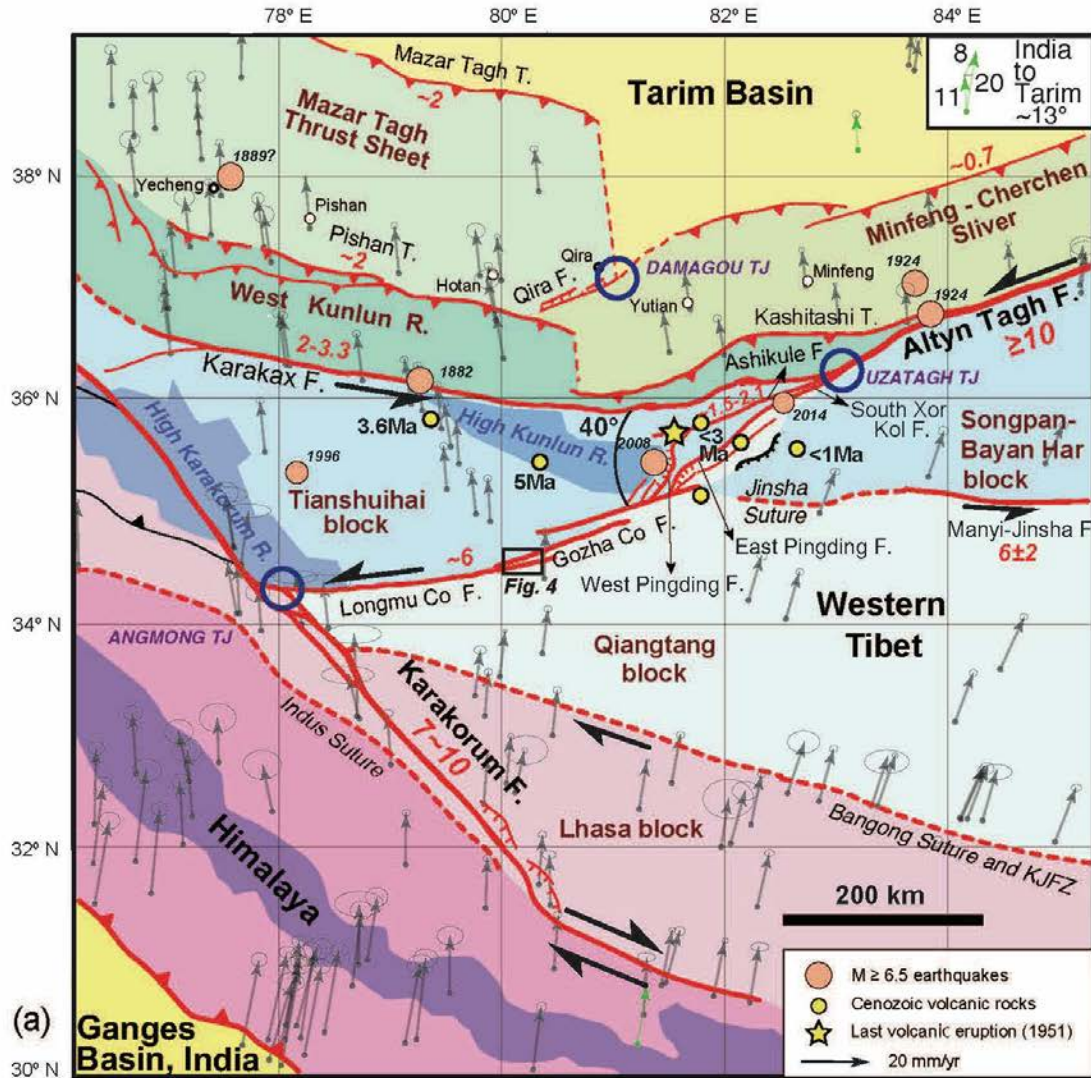 78° E
80° E
82° E
84° E
38° N
36° N
34° N
32° N
30° N
8
11
20
India
to
Tarim
~13°
Mazar Tagh T.
~2
Tarim Basin
Mazar Tagh
Thrust Sheet
1889?
Yecheng
Pishan
Pishan T.
~2
Hotan
Qira
Qira F.
DAMAGOU TJ
Yutian
Minfeng
~0.7
Minfeng - Cherchen
Sliver
1924
1924
Kashitashi T.
Ashikule F.
Altyn Tagh F.
≥10
UZATAGH TJ
West Kunlun R.
2-3.3
Karakax F.
1882
3.6Ma
High Kunlun R.
40°
5Ma
2008
1.5-2.1
<3
Ma
2014
<1Ma
South Xor
Kol F.
Songpan-
Bayan Har
block
Jinsha
Suture
Manyi-Jinsha F.
6±2
1996
Tianshuihai
block
High Karakorum R.
~6
Gozha Co F.
Longmu Co F.
Fig. 4
East Pingding F.
West Pingding F.
ANGMONG TJ
Western
Tibet
Qiangtang
block
Karakorum F.
7~10
Indus Suture
Lhasa block
Bangong Suture and KJFZ
Himalaya
200 km
M ≥ 6.5 earthquakes
Cenozoic volcanic rocks
Last volcanic eruption (1951)
20 mm/yr
(a)
Ganges
Basin, India